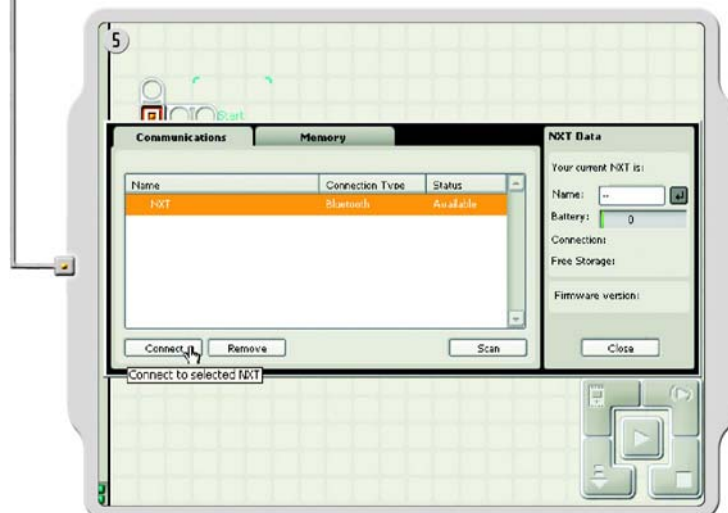 5
Start
Communications Memory
Name Connection Type Status
NXT Bluetooth Available
Connect Remove Scan
Connect to selected NXT
NXT Data
Your current NXT is:
Name: --
Battery: 0
Connection:
Free Storage:
Firmware version:
Close